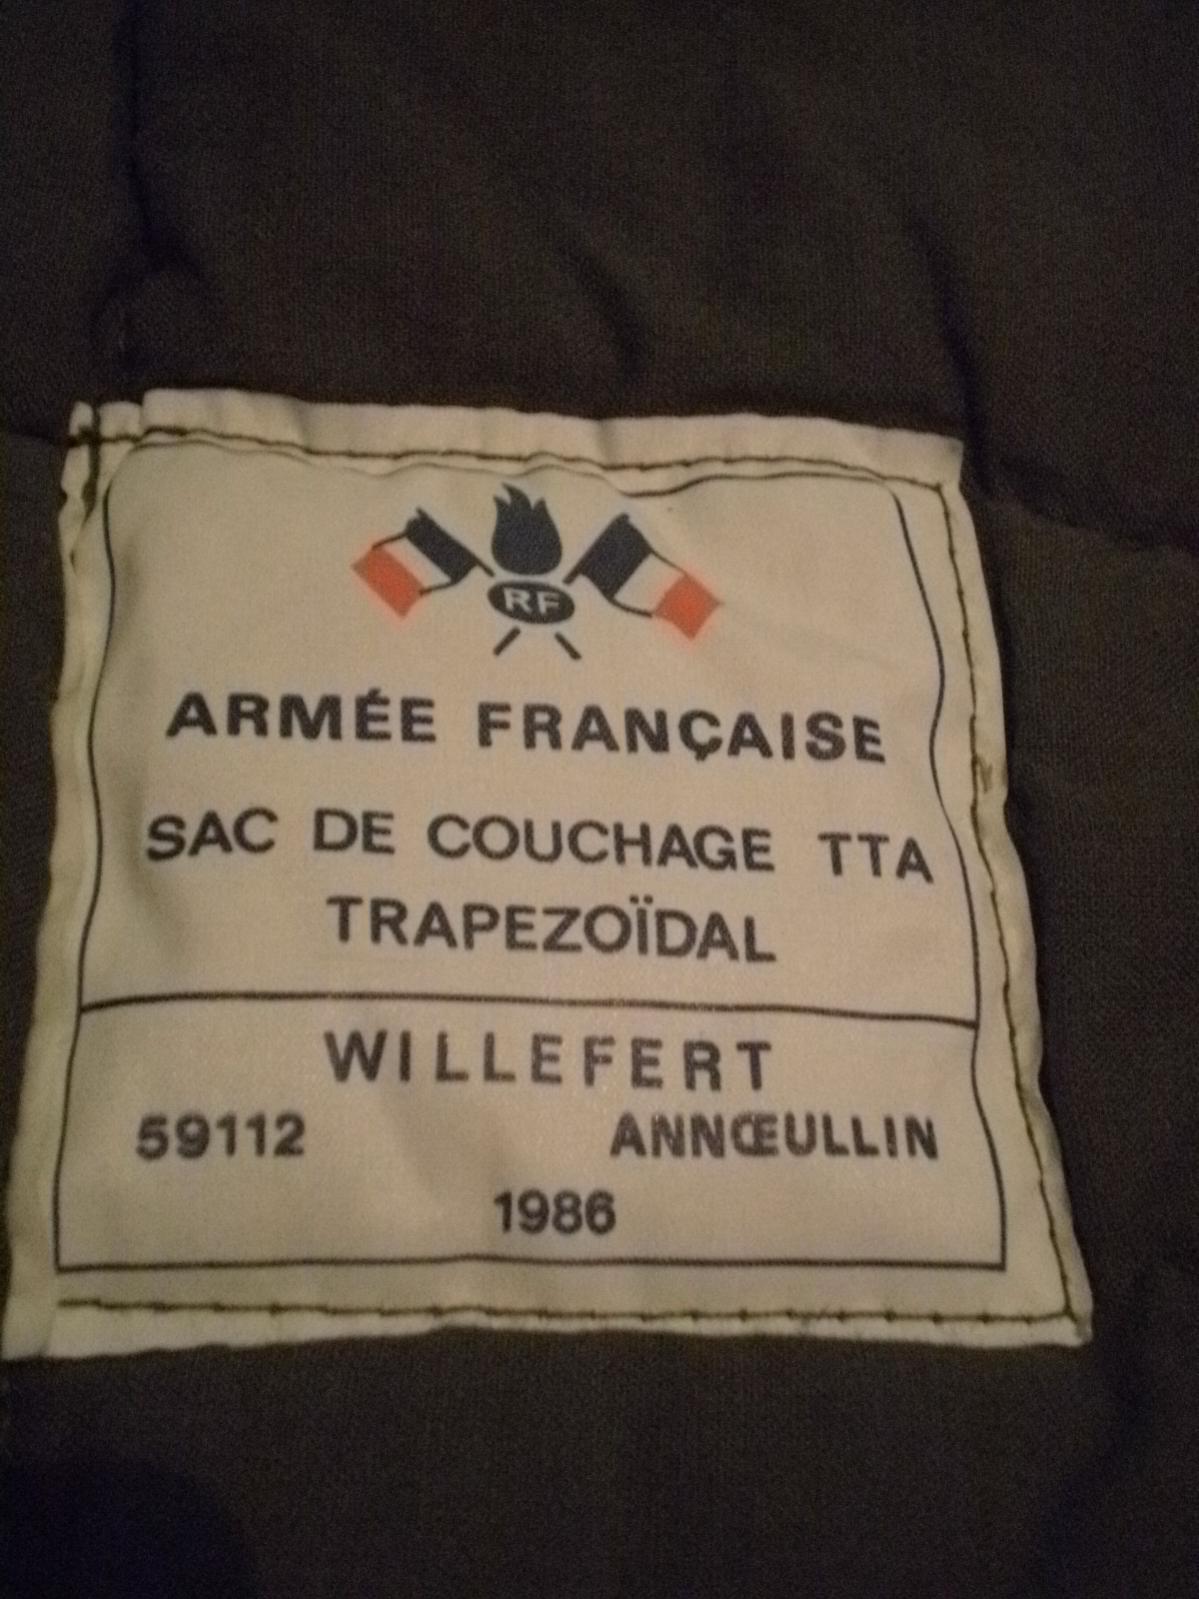 RF
ARMÉE FRANÇAISE
SAC DE COUCHAGE TTA
TRAPEZOÏDAL
WILLEFERT
59112 ANNŒULLIN
1986